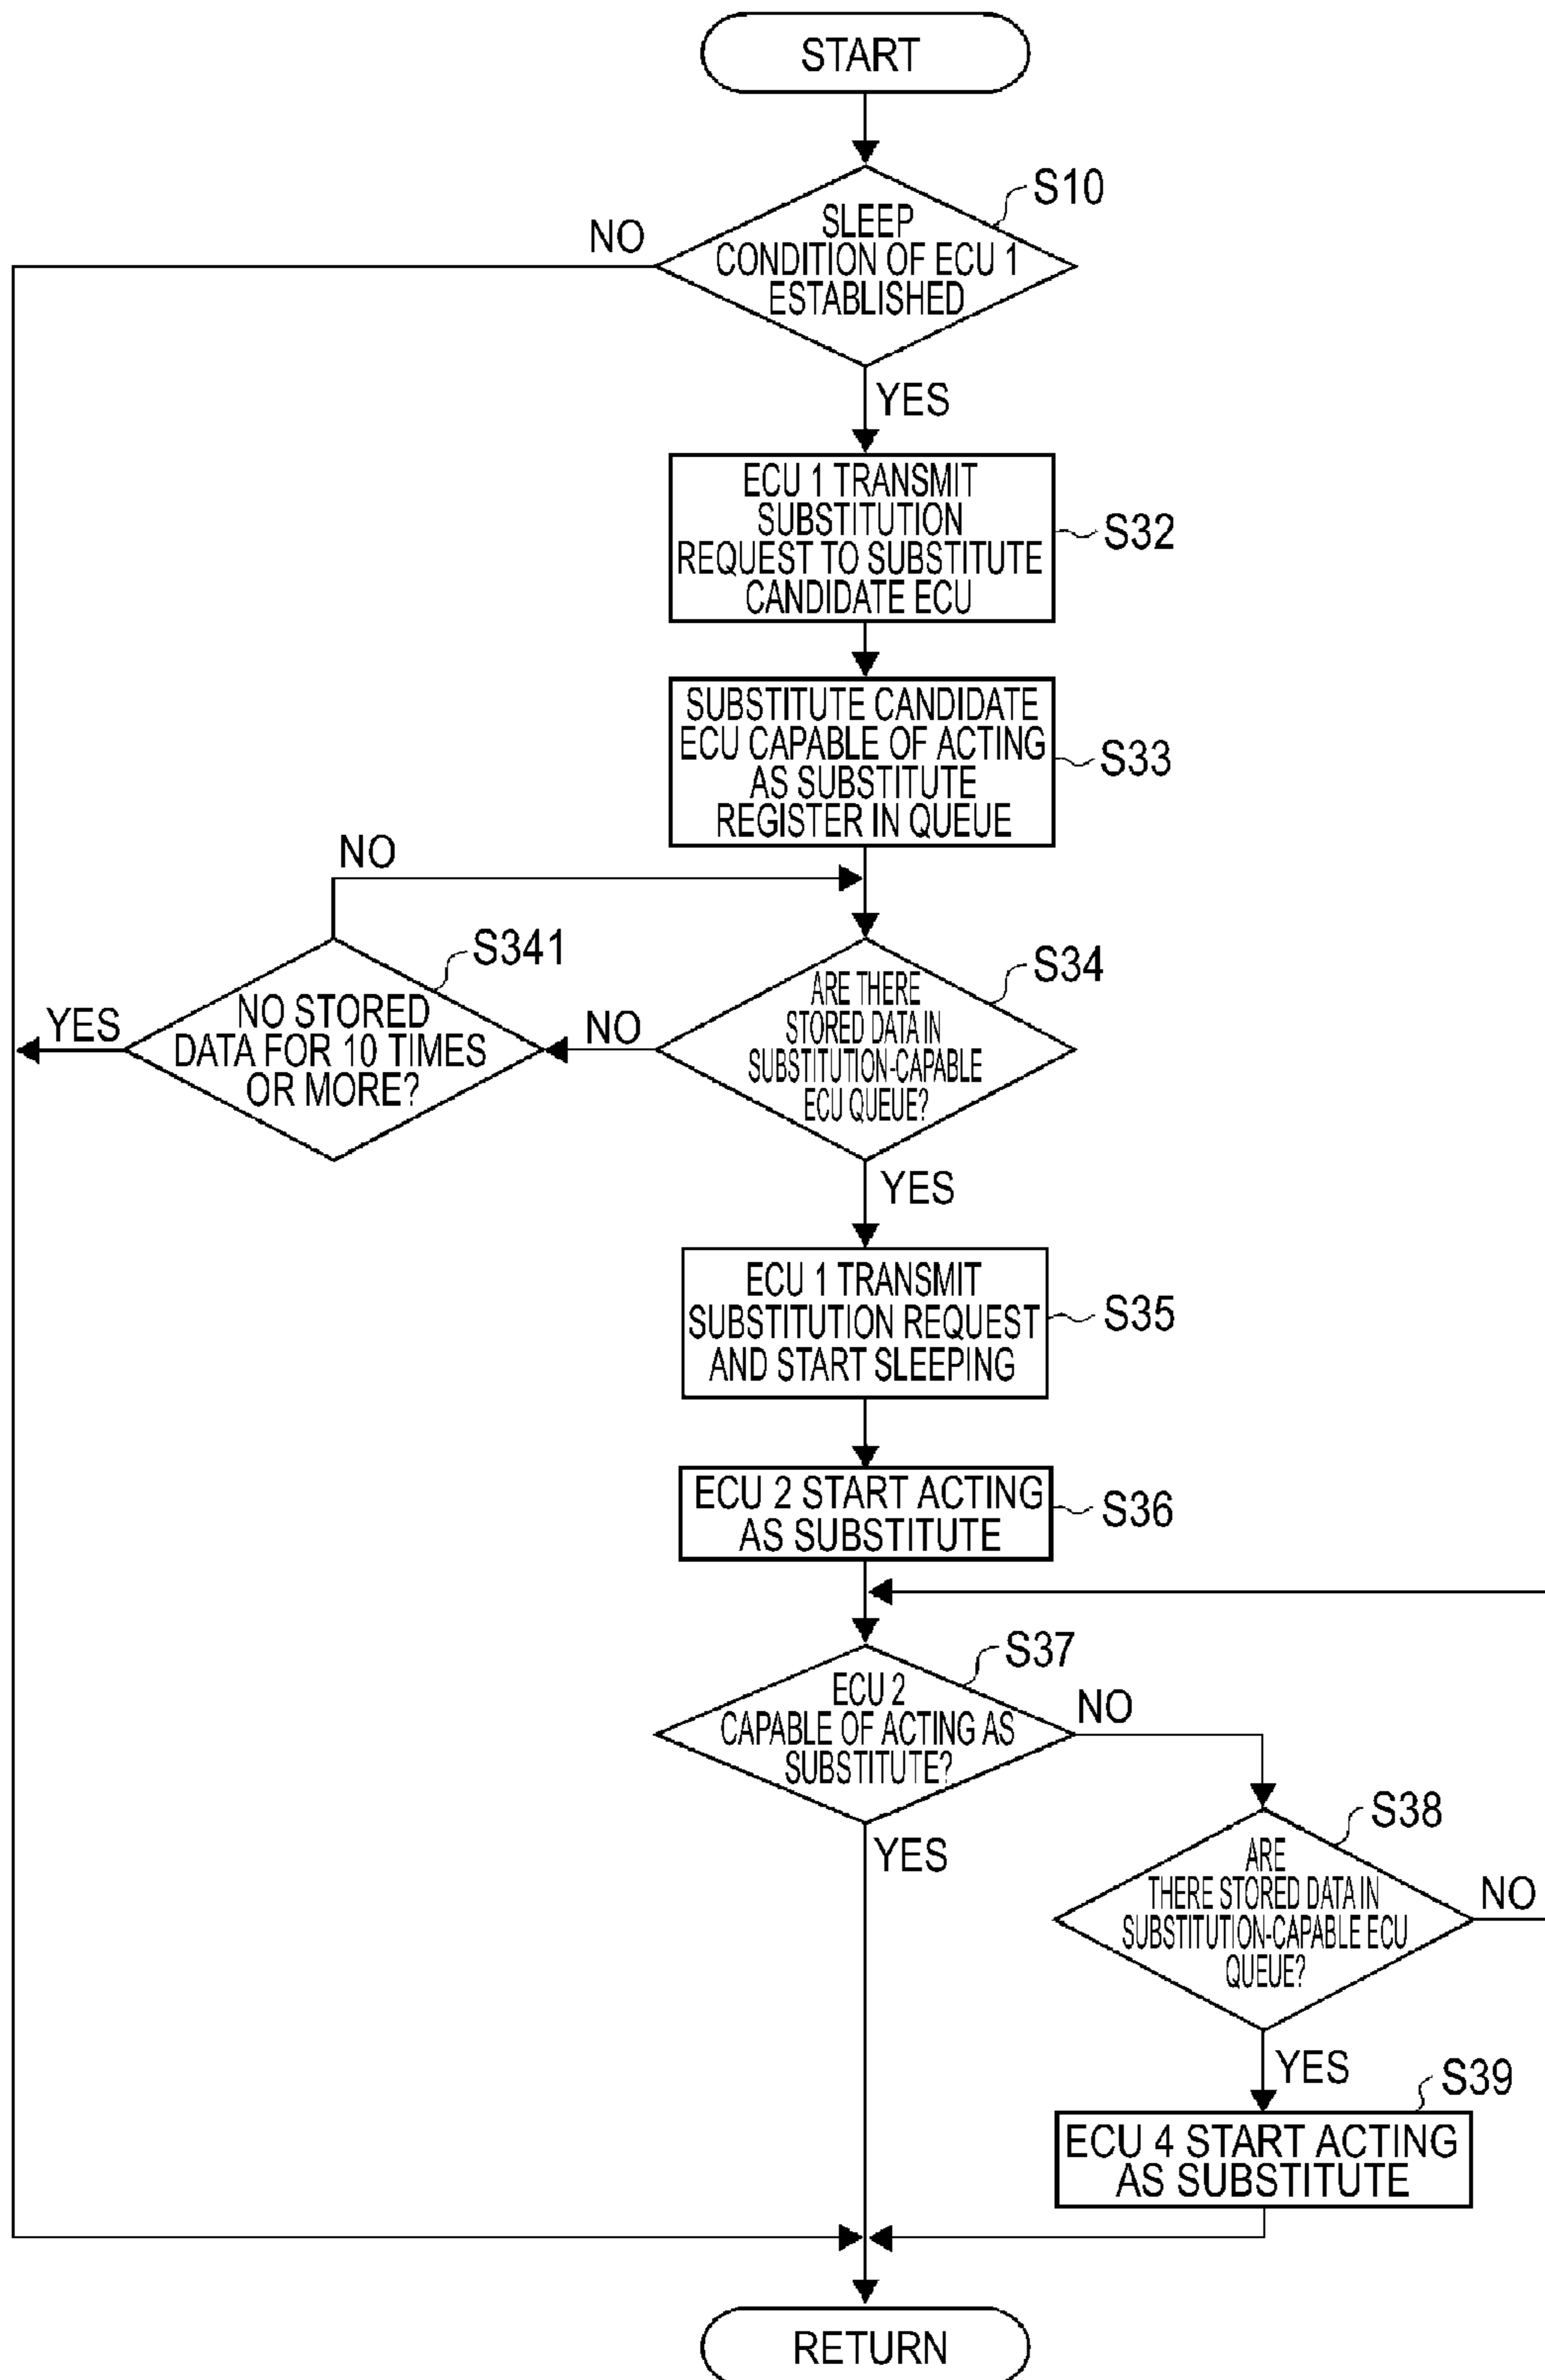 START
S10
SLEEP
CONDITION OF ECU 1
ESTABLISHED
NO
YES
ECU 1 TRANSMIT
SUBSTITUTION
REQUEST TO SUBSTITUTE
CANDIDATE ECU
S32
SUBSTITUTE CANDIDATE
ECU CAPABLE OF ACTING
AS SUBSTITUTE
REGISTER IN QUEUE
S33
NO
S341
NO STORED
DATA FOR 10 TIMES
OR MORE?
YES
NO
S34
ARE THERE
STORED DATA IN
SUBSTITUTION-CAPABLE
ECU QUEUE?
YES
ECU 1 TRANSMIT
SUBSTITUTION REQUEST
AND START SLEEPING
S35
ECU 2 START ACTING
AS SUBSTITUTE
S36
S37
ECU 2
CAPABLE OF ACTING AS
SUBSTITUTE?
NO
YES
S38
ARE
THERE STORED DATA IN
SUBSTITUTION-CAPABLE ECU
QUEUE?
NO
YES
S39
ECU 4 START ACTING
AS SUBSTITUTE
RETURN